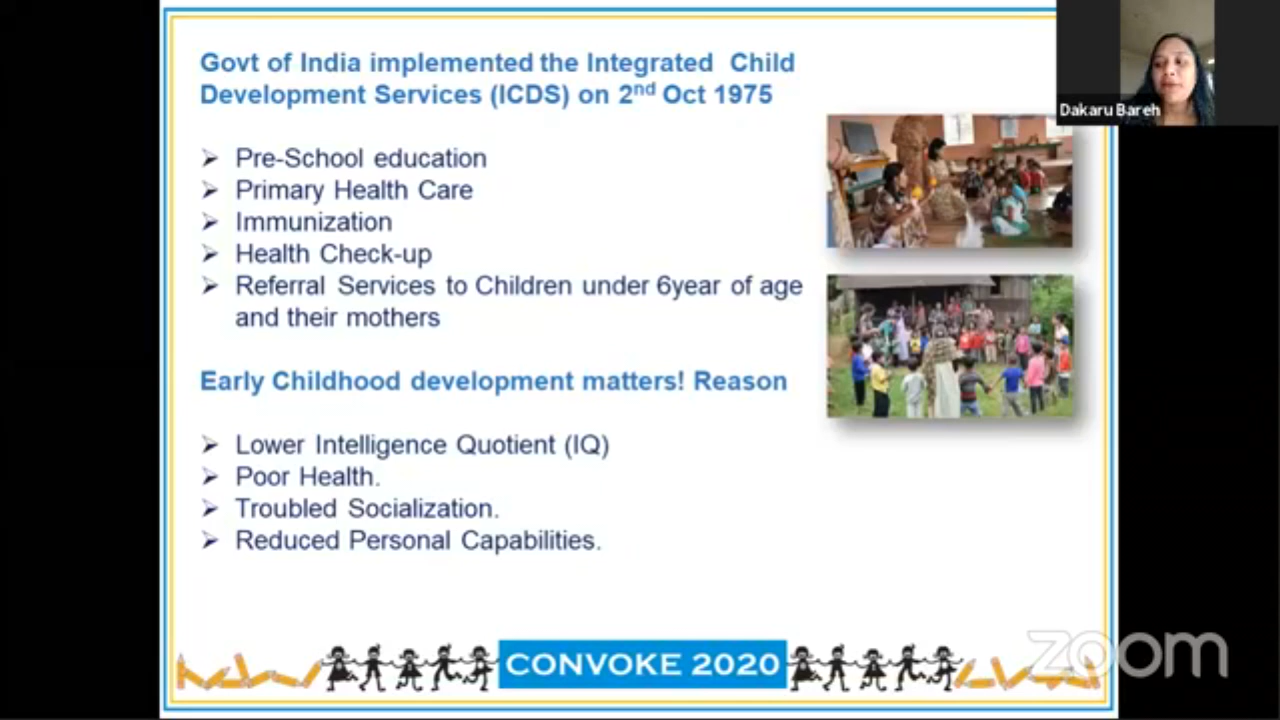 Govt of India implemented the Integrated Child
Development Services (ICDS) on 2nd Oct 1975
➢ Pre-School education
➢ Primary Health Care
➢ Immunization
➢ Health Check-up
➢ Referral Services to Children under 6year of age
and their mothers
Early Childhood development matters! Reason
➢ Lower Intelligence Quotient (IQ)
➢ Poor Health.
➢ Troubled Socialization.
➢ Reduced Personal Capabilities.
CONVOKE 2020
Dakaru Bareh
zoom